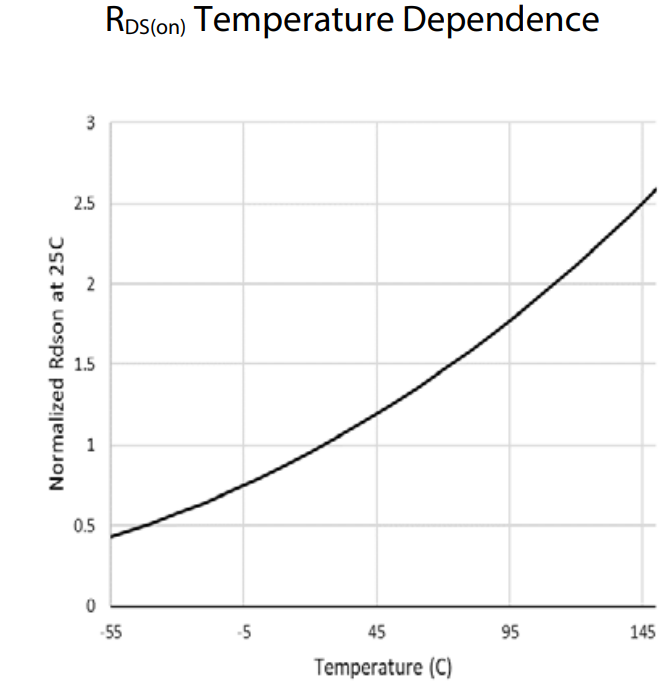 RDS(on) Temperature Dependence
3
2.5
2
1.5
1
0.5
0
Normalized Rdson at 25C
-55 -5 45 95 145
Temperature (C)